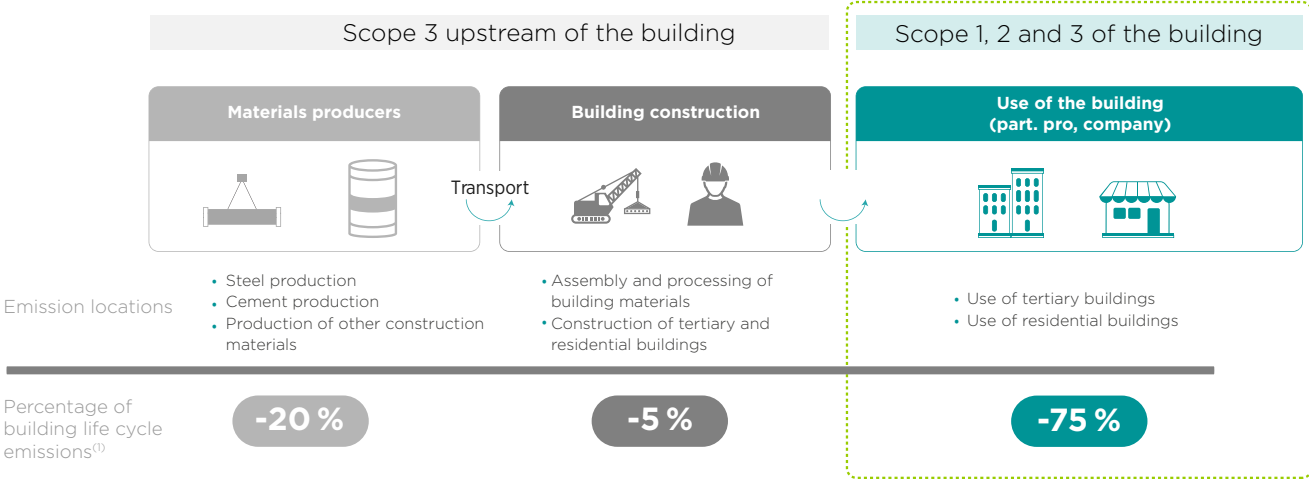 Scope 3 upstream of the building
Scope 1, 2 and 3 of the building
Materials producers
Building construction
Use of the building
(part. pro, company)
Transport
Emission locations
• Steel production
• Cement production
• Production of other construction
materials
• Assembly and processing of
building materials
• Construction of tertiary and
residential buildings
• Use of tertiary buildings
• Use of residential buildings
Percentage of
building life cycle
emissions(1)
-20 %
-5 %
-75 %